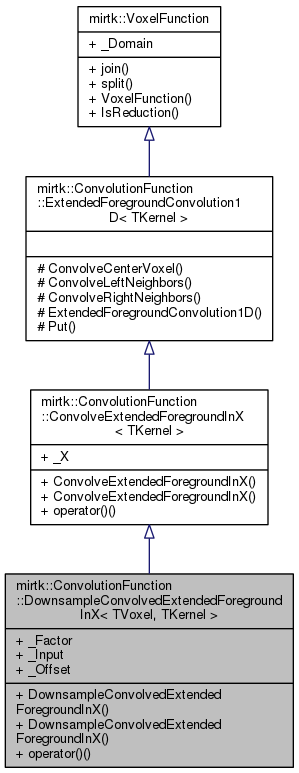 mirtk::VoxelFunction
+ _Domain
+ join()
+ split()
+ VoxelFunction()
+ IsReduction()
mirtk::ConvolutionFunction
::ExtendedForegroundConvolution1
D< TKernel >
# ConvolveCenterVoxel()
# ConvolveLeftNeighbors()
# ConvolveRightNeighbors()
# ExtendedForegroundConvolution1D()
# Put()
mirtk::ConvolutionFunction
::ConvolveExtendedForegroundInX
< TKernel >
+ _X
+ ConvolveExtendedForegroundInX()
+ ConvolveExtendedForegroundInX()
+ operator()()
mirtk::ConvolutionFunction
::DownsampleConvolvedExtendedForeground
InX< TVoxel, TKernel >
+ _Factor
+ _Input
+ _Offset
+ DownsampleConvolvedExtended
ForegroundInX()
+ DownsampleConvolvedExtended
ForegroundInX()
+ operator()()